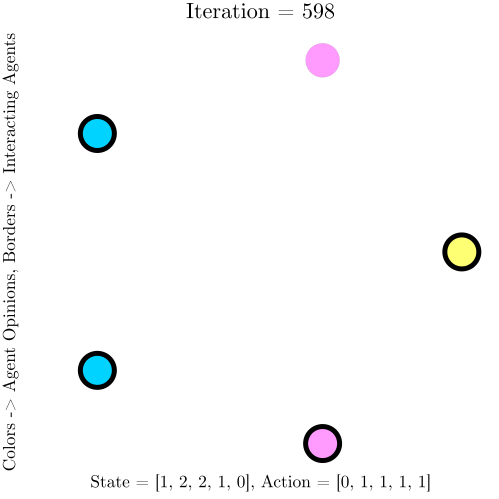 Iteration = 598
Colors -> Agent Opinions, Borders -> Interacting Agents
State = [1, 2, 2, 1, 0], Action = [0, 1, 1, 1, 1]